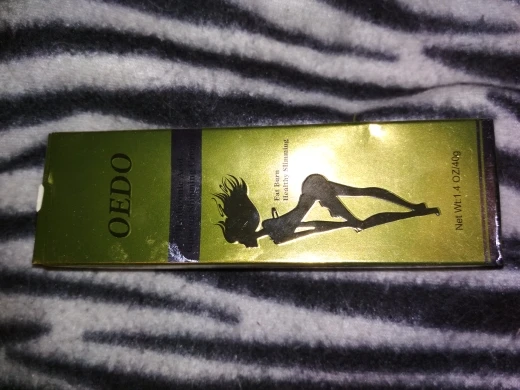 OEDO
Fat Burn
Healthy Slimming
Net Wt:1.4 OZ/40g